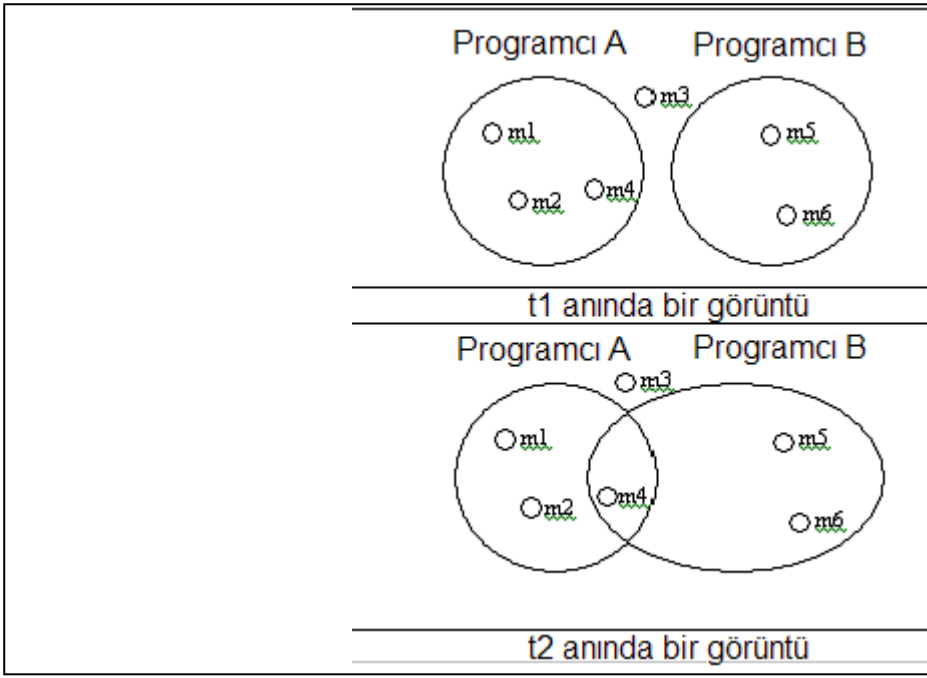 Programcı A Programcı B
m3
m1 m5
m4
m2 m6
t1 anında bir görüntü
Programcı A Programcı B
m3
m1 m5
m4
m2 m6
t2 anında bir görüntü